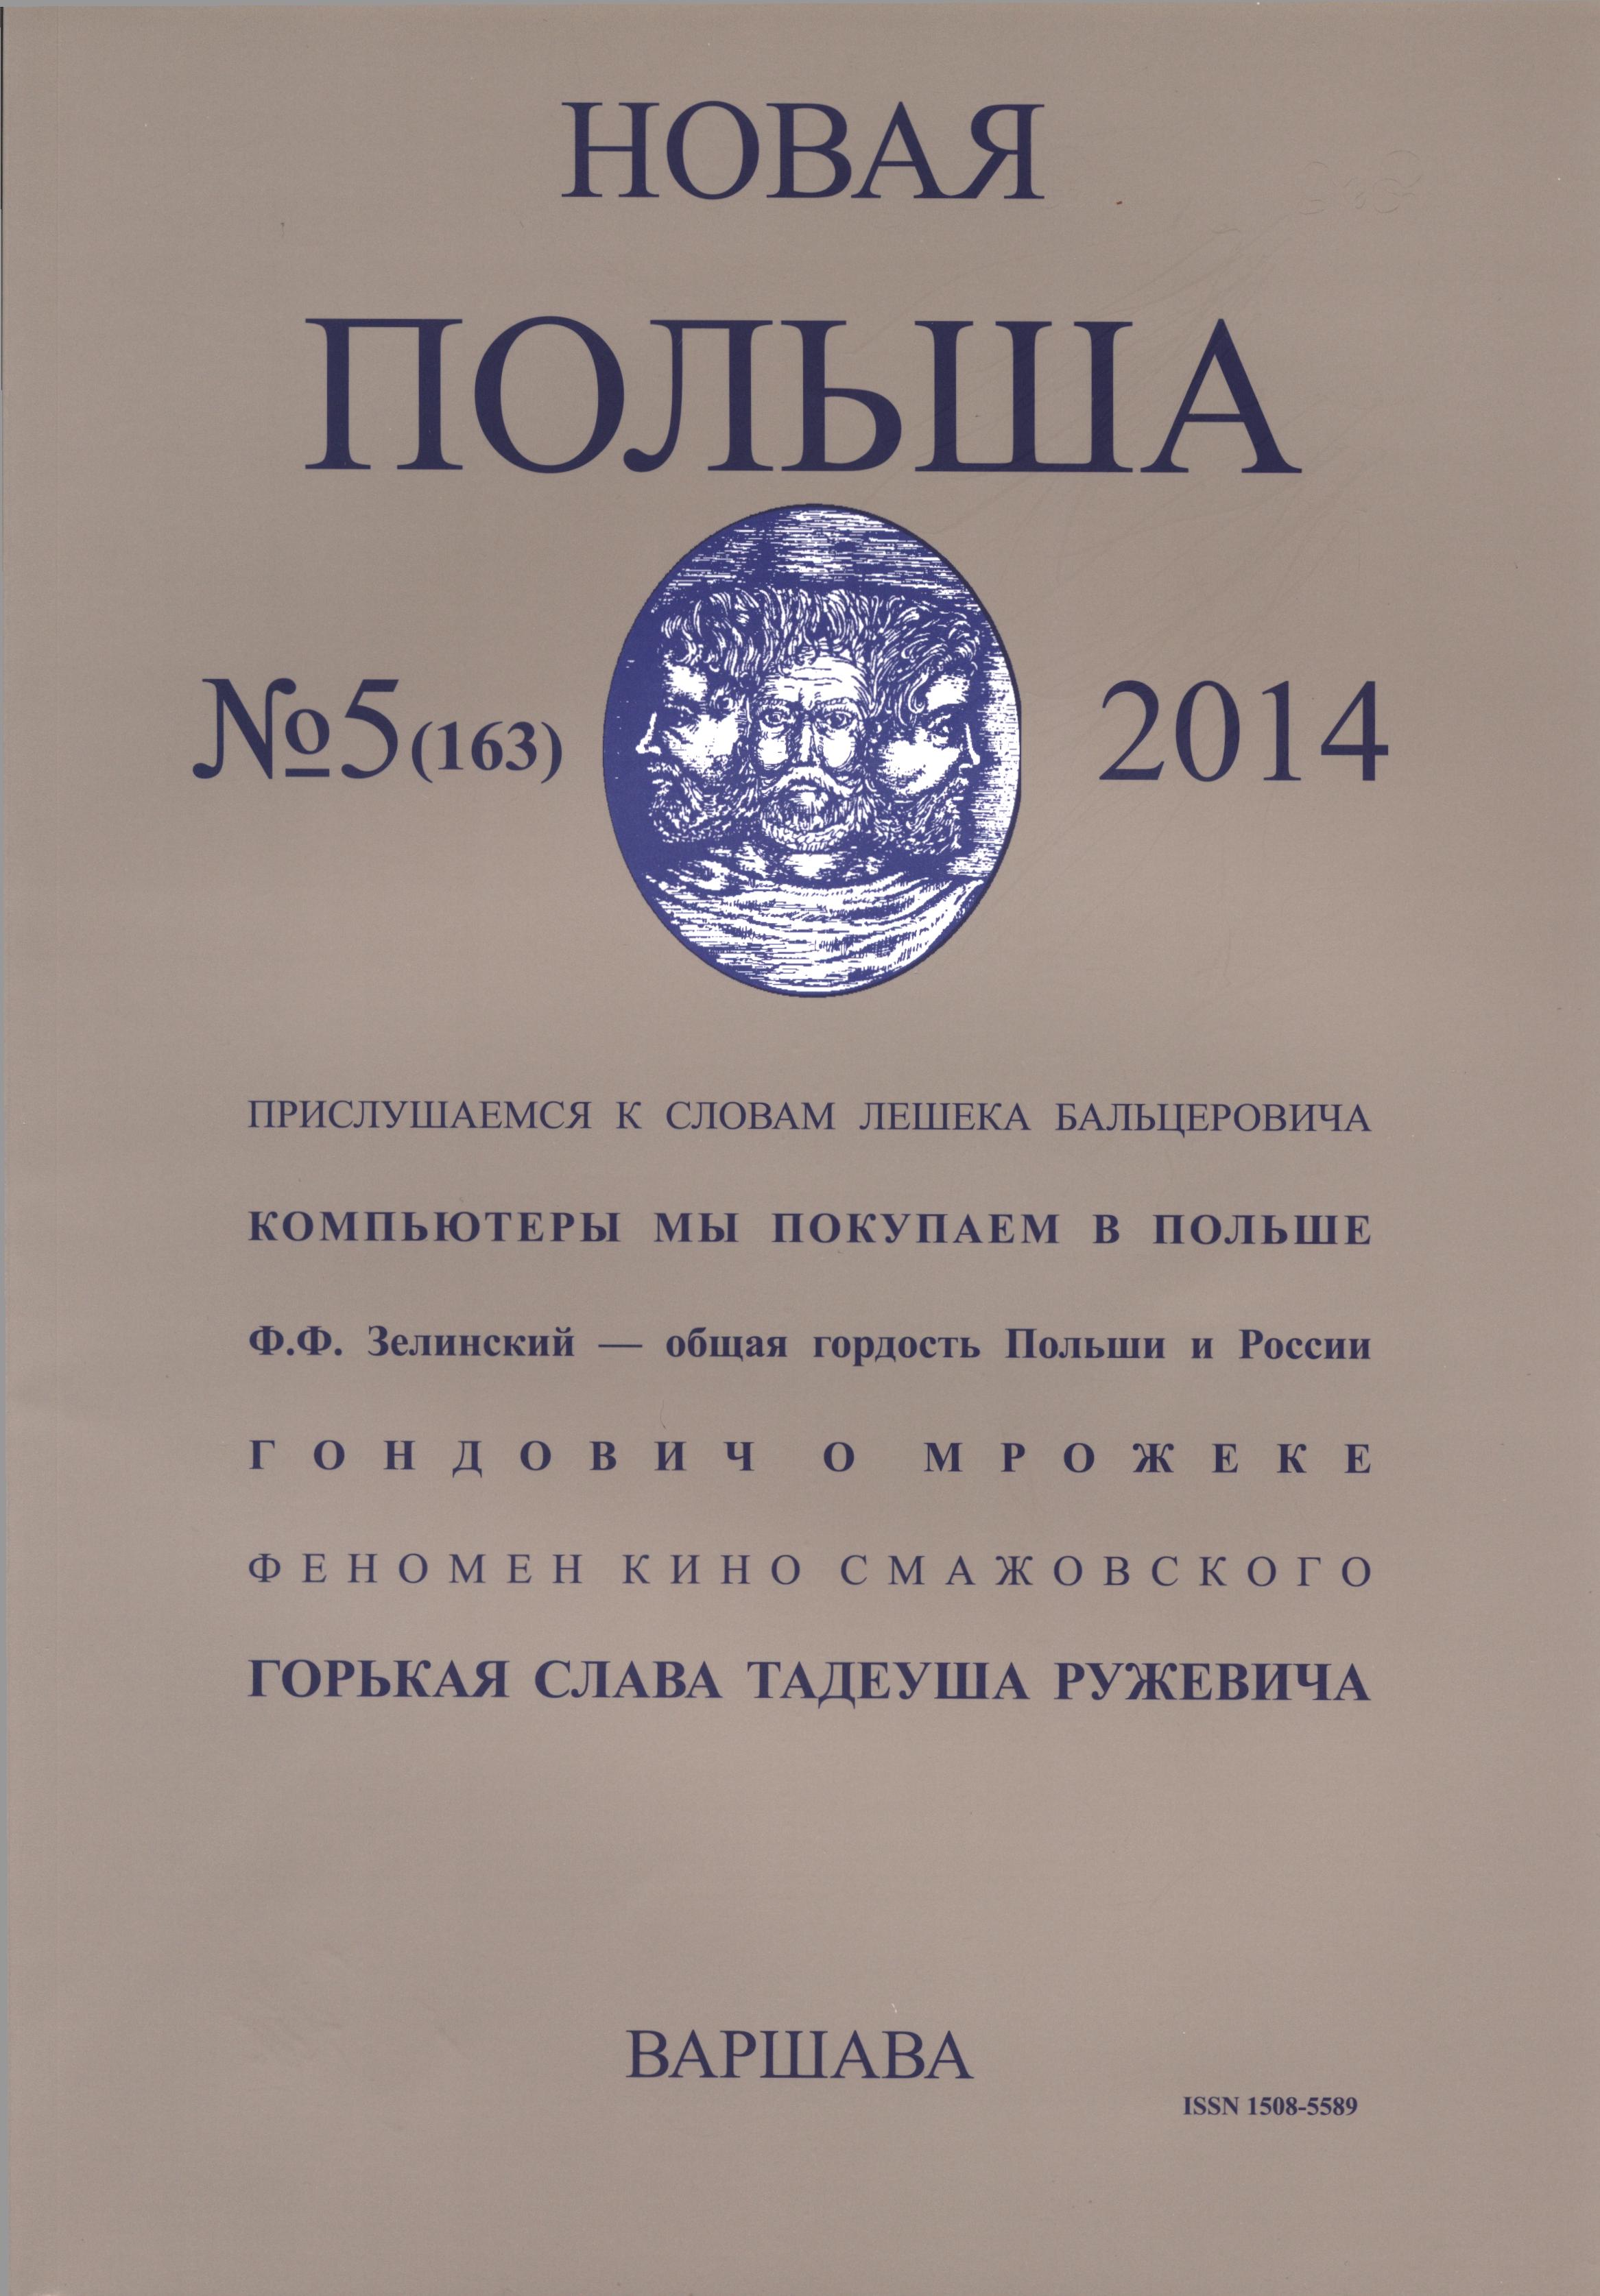 НОВАЯ
ПОЛЬША
№5(163) 2014
ПРИСЛУШАЕМСЯ К СЛОВАМ ЛЕШЕКА БАЛЬЦЕРОВИЧА
КОМПЬЮТЕРЫ МЫ ПОКУПАЕМ В ПОЛЬШЕ
Ф.Ф. Зелинский — общая гордость Польши и России
ГОНДОВИЧ О МРОЖЕКЕ
ФЕНОМЕН КИНО СМАЖОВСКОГО
ГОРЬКАЯ СЛАВА ТАДЕУША РУЖЕВИЧА
ВАРШАВА
ISSN 1508-5589